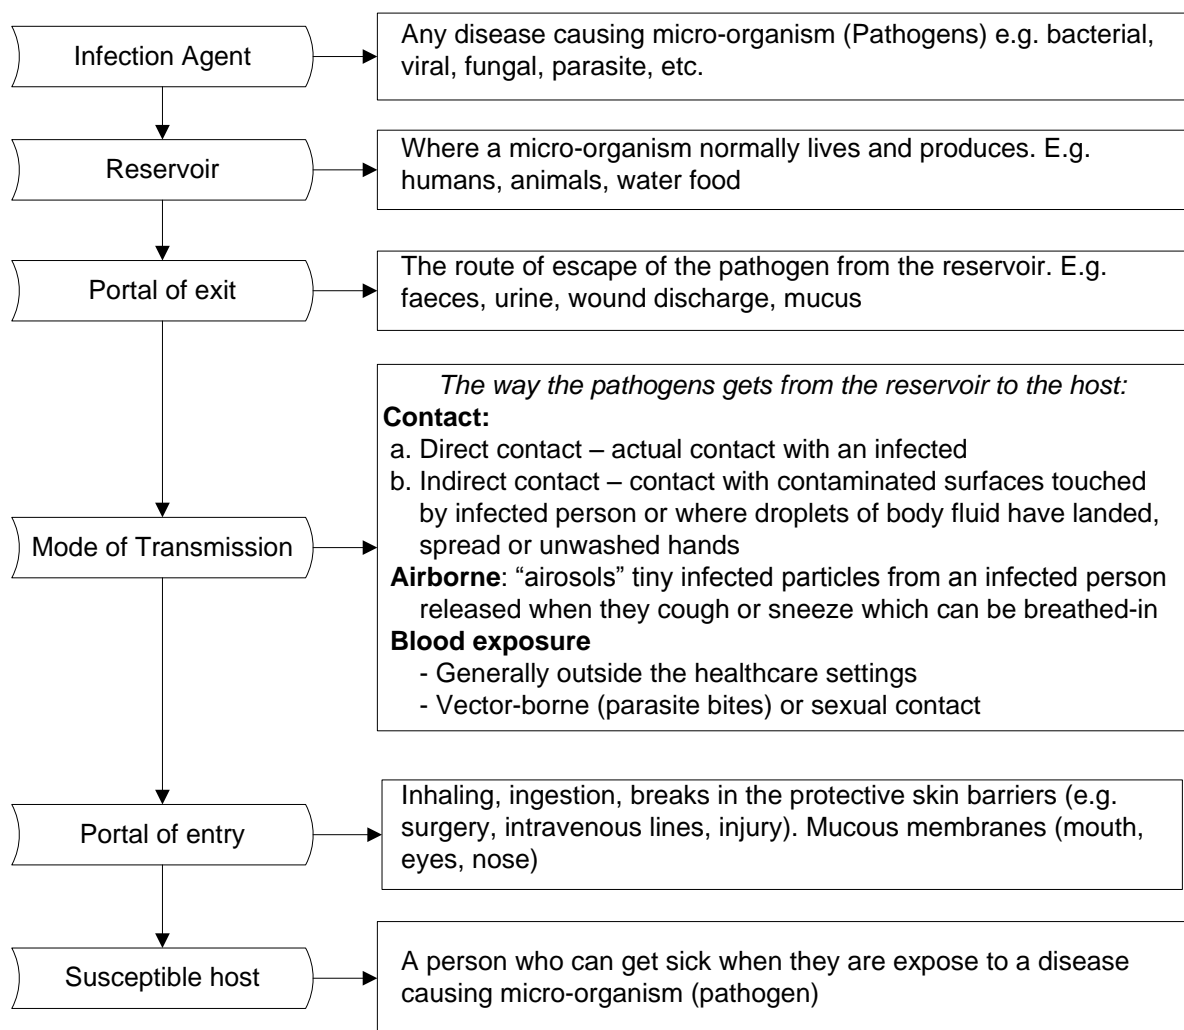 Infection Agent
Any disease causing micro-organism (Pathogens) e.g. bacterial,
viral, fungal, parasite, etc.
Reservoir
Where a micro-organism normally lives and produces. E.g.
humans, animals, water food
Portal of exit
The route of escape of the pathogen from the reservoir. E.g.
faeces, urine, wound discharge, mucus
Mode of Transmission
The way the pathogens gets from the reservoir to the host:
Contact:
a. Direct contact – actual contact with an infected
b. Indirect contact – contact with contaminated surfaces touched
by infected person or where droplets of body fluid have landed,
spread or unwashed hands
Airborne: “airosols” tiny infected particles from an infected person
released when they cough or sneeze which can be breathed-in
Blood exposure
- Generally outside the healthcare settings
- Vector-borne (parasite bites) or sexual contact
Portal of entry
Inhaling, ingestion, breaks in the protective skin barriers (e.g.
surgery, intravenous lines, injury). Mucous membranes (mouth,
eyes, nose)
Susceptible host
A person who can get sick when they are expose to a disease
causing micro-organism (pathogen)